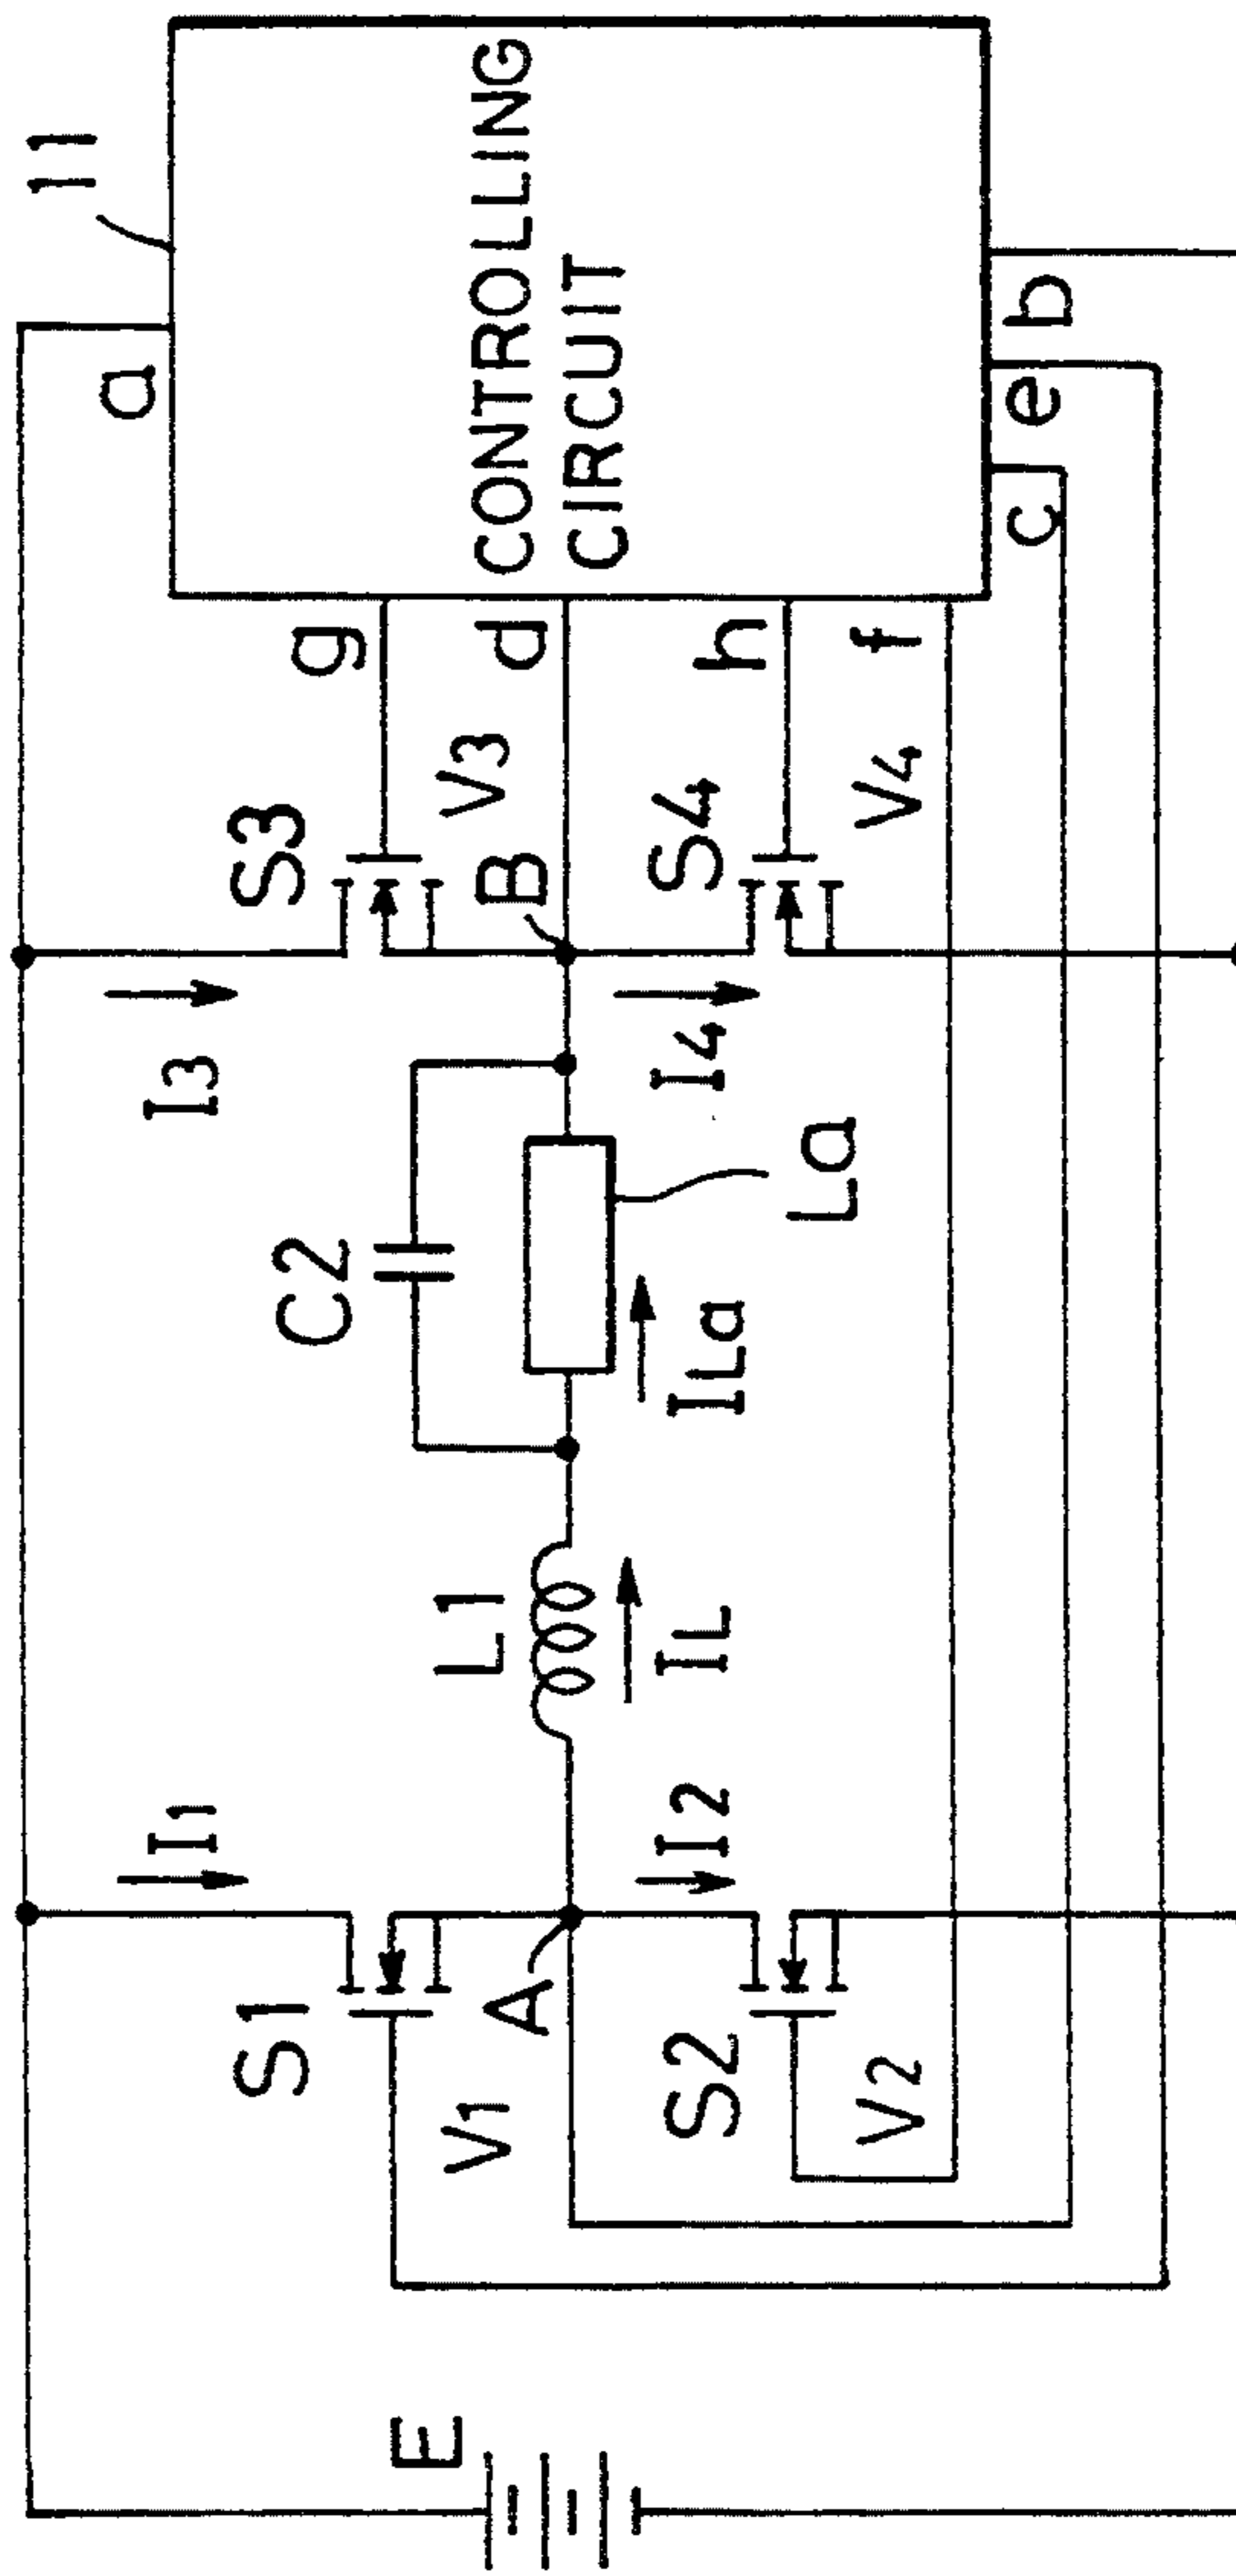 11
a
CONTROLLING
CIRCUIT
g
d
h
f
c
e
b
S3
V3
B
S4
V4
I3
I4
C2
La
ILa
L1
IL
I1
I2
S1
V1
A
S2
V2
E